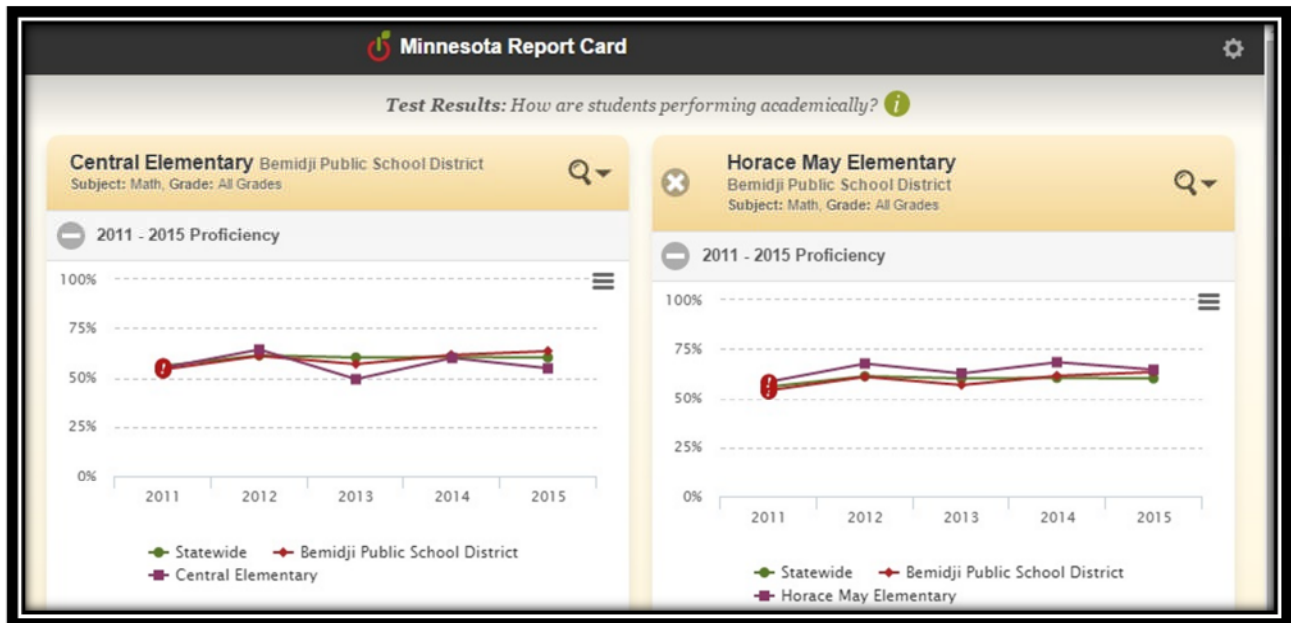 Minnesota Report Card
Test Results: How are students performing academically? i
Central Elementary Bemidji Public School District
Subject: Math, Grade: All Grades
2011 - 2015 Proficiency
100%
75%
50%
25%
0%
2011 2012 2013 2014 2015
Statewide Bemidji Public School District
Central Elementary
Horace May Elementary
Bemidji Public School District
Subject: Math, Grade: All Grades
2011 - 2015 Proficiency
100%
75%
50%
25%
0%
2011 2012 2013 2014 2015
Statewide Bemidji Public School District
Horace May Elementary